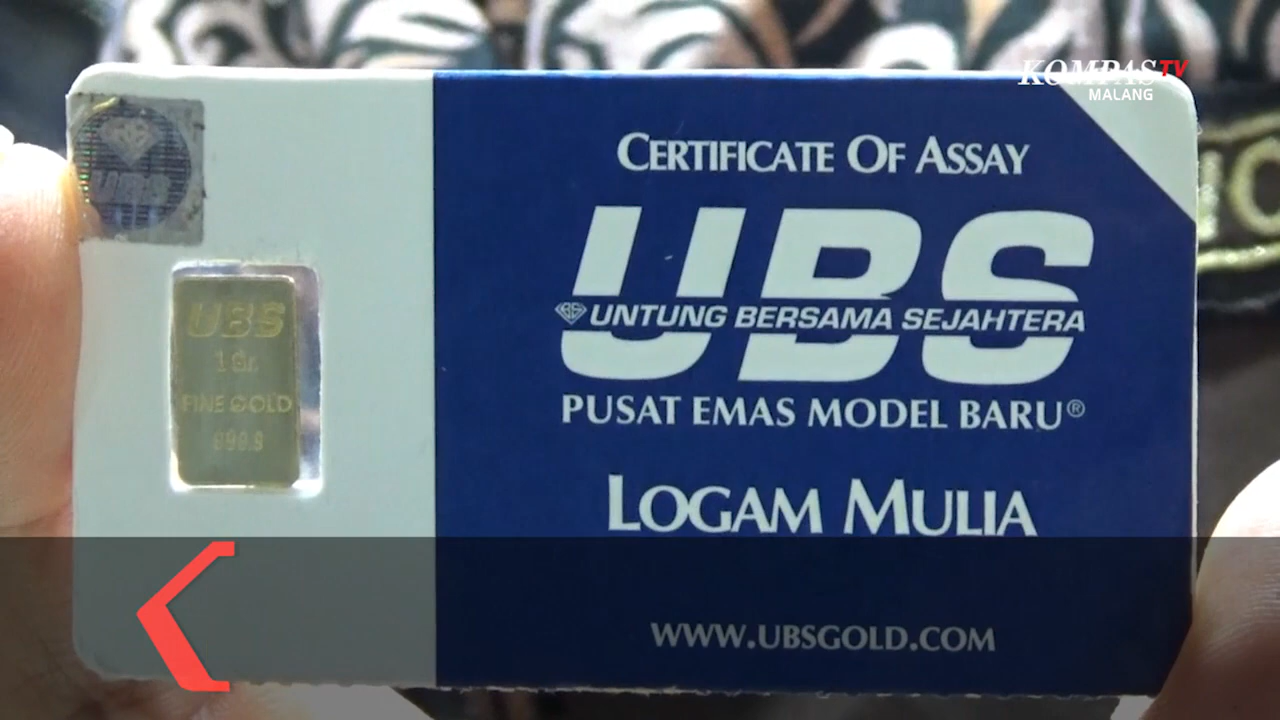 KOMPAS TV
MALANG
CERTIFICATE OF ASSAY
UBS
UNTUNG BERSAMA SEJAHTERA
PUSAT EMAS MODEL BARU®
LOGAM MULIA
WWW.UBSGOLD.COM
UBS
UBS
1 Gr.
FINE GOLD
999.9